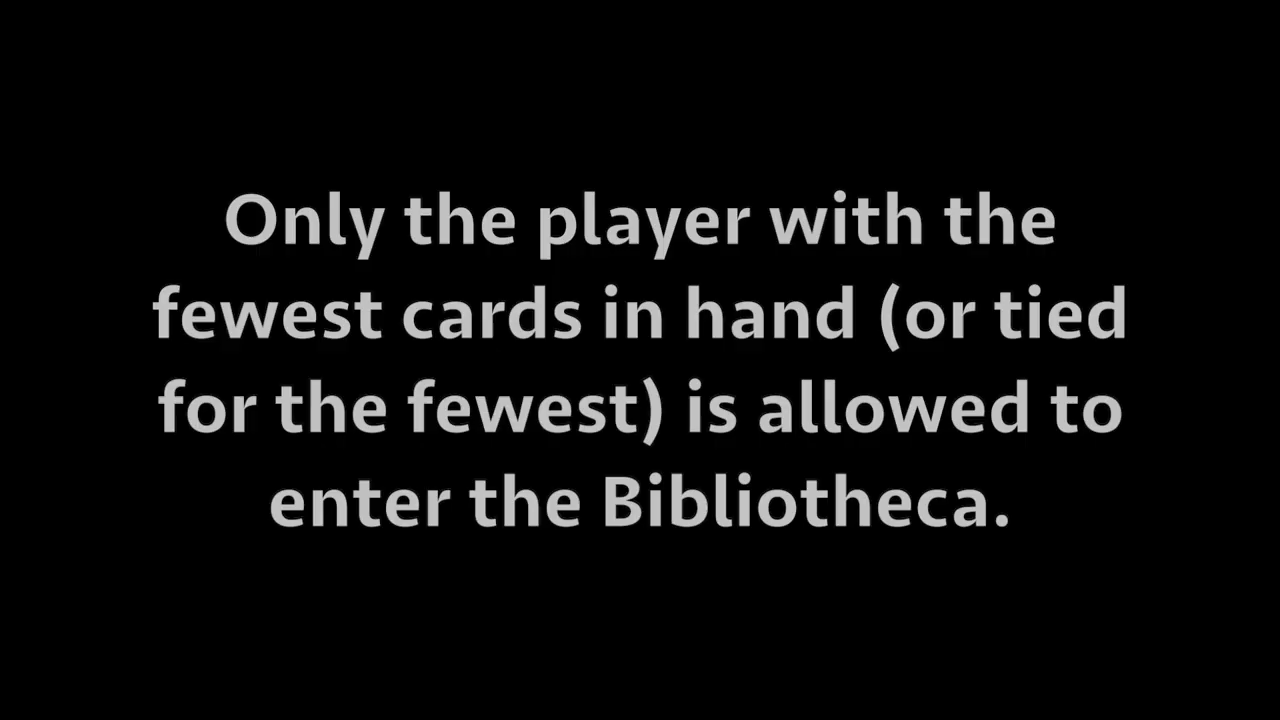 Only the player with the
fewest cards in hand (or tied
for the fewest) is allowed to
enter the Bibliotheca.